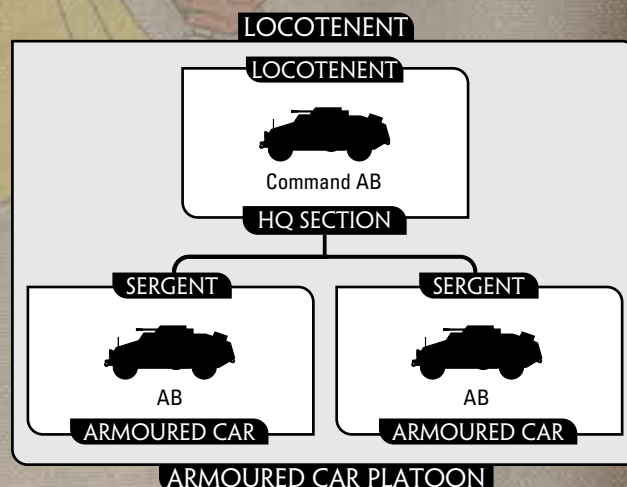 LOCOTENENT
LOCOTENENT
Command AB
HQ SECTION
SERGENT
AB
ARMOURED CAR
SERGENT
AB
ARMOURED CAR
ARMOURED CAR PLATOON